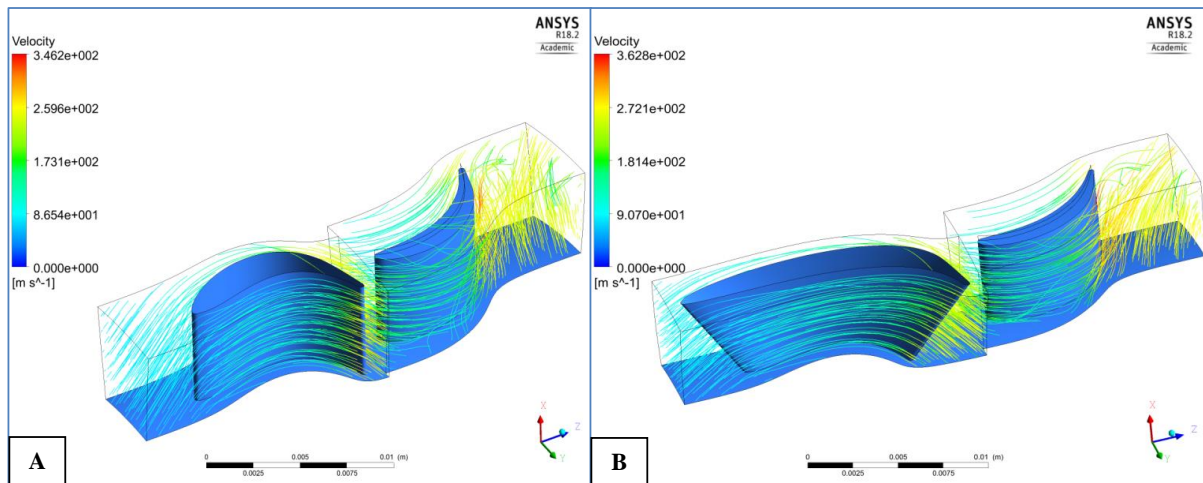 ANSYS
R18.2
Academic
Velocity
3.462e+002
2.596e+002
1.731e+002
8.654e+001
0.000e+000
[m s^-1]
X
Z
Y
0
0.005
0.01 (m)
0.0025
0.0075
A
ANSYS
R18.2
Academic
Velocity
3.628e+002
2.721e+002
1.814e+002
9.070e+001
0.000e+000
[m s^-1]
X
Z
Y
0
0.005
0.01 (m)
0.0025
0.0075
B